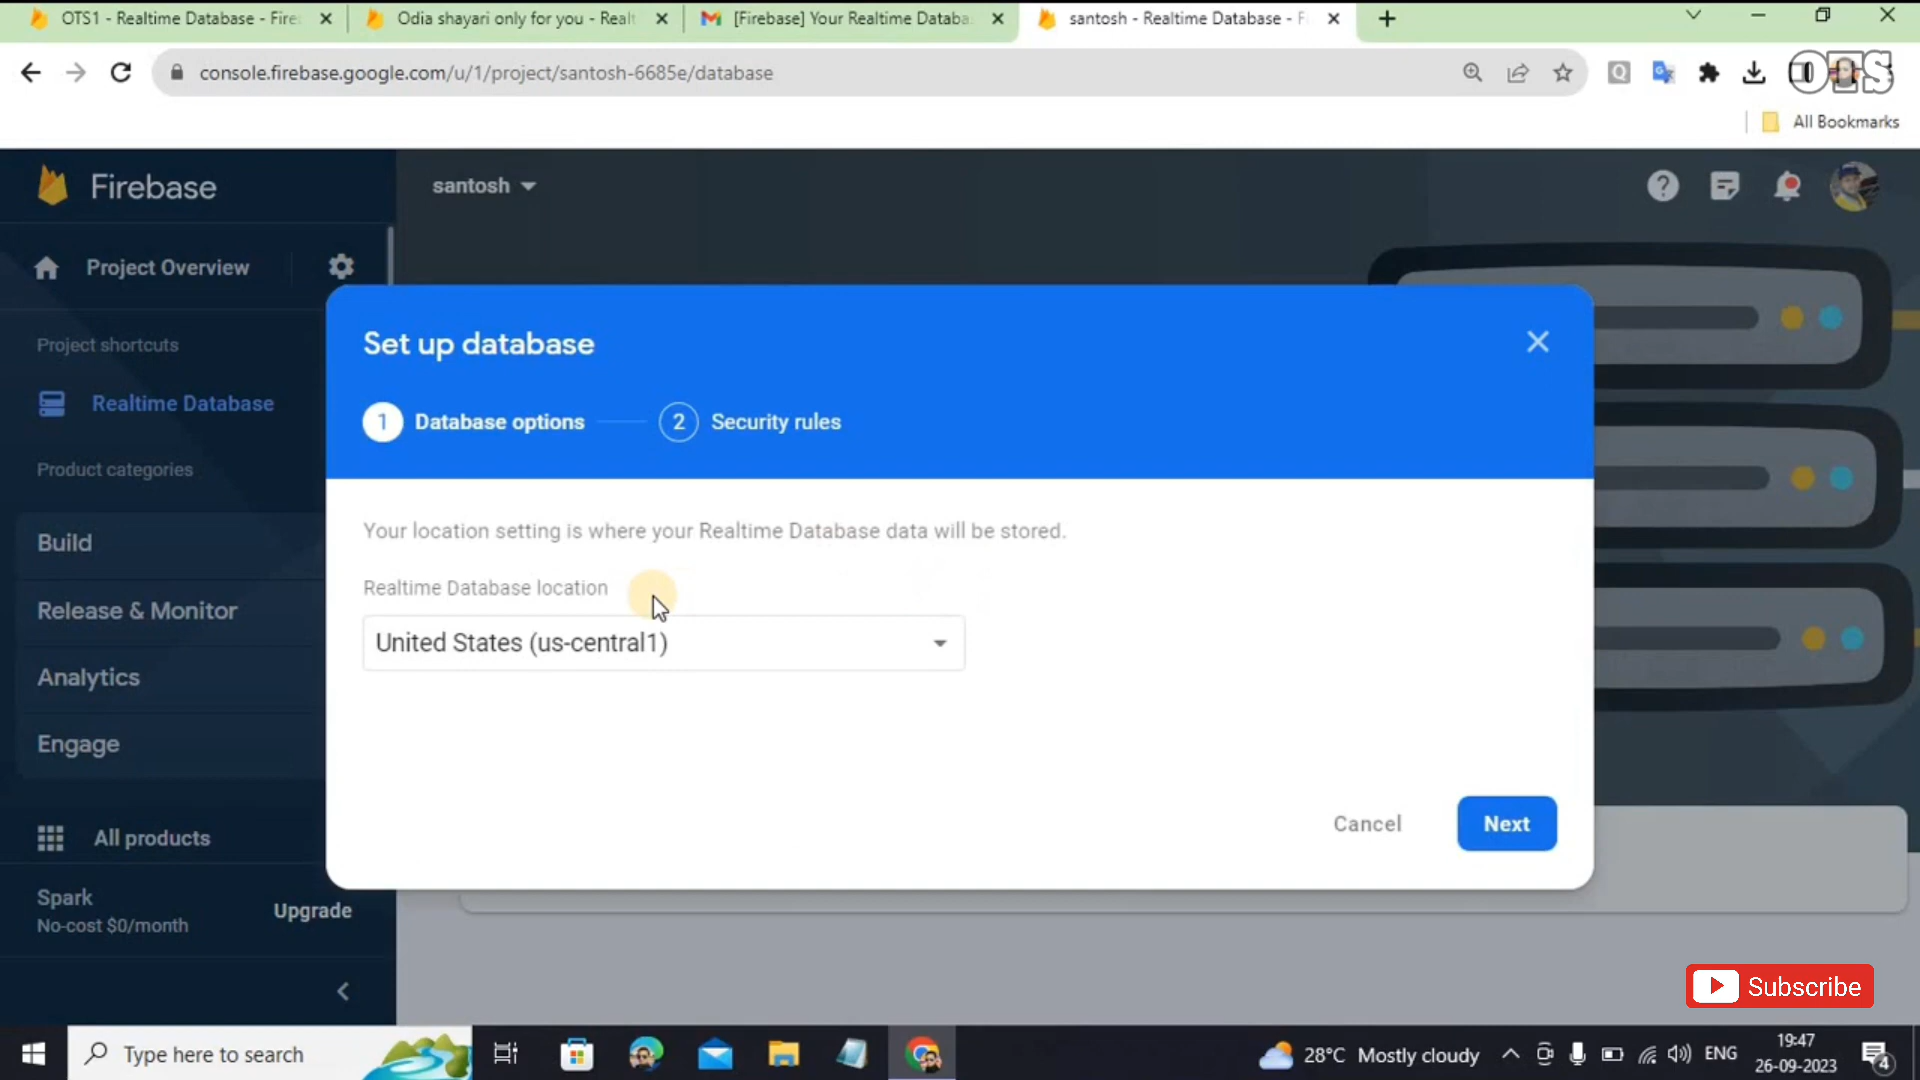 OTS1 - Realtime Database - Fire
Odia shayari only for you - Realt
[Firebase] Your Realtime Databa
santosh - Realtime Database - F
console.firebase.google.com/u/1/project/santosh-6685e/database
OTS
All Bookmarks
Firebase
santosh
Project Overview
Project shortcuts
Realtime Database
Product categories
Build
Release & Monitor
Analytics
Engage
All products
Spark
No-cost $0/month
Upgrade
Set up database
1 Database options
2 Security rules
Your location setting is where your Realtime Database data will be stored.
Realtime Database location
United States (us-central1)
Cancel
Next
Subscribe
Type here to search
28°C Mostly cloudy
ENG
19:47
26-09-2023
4